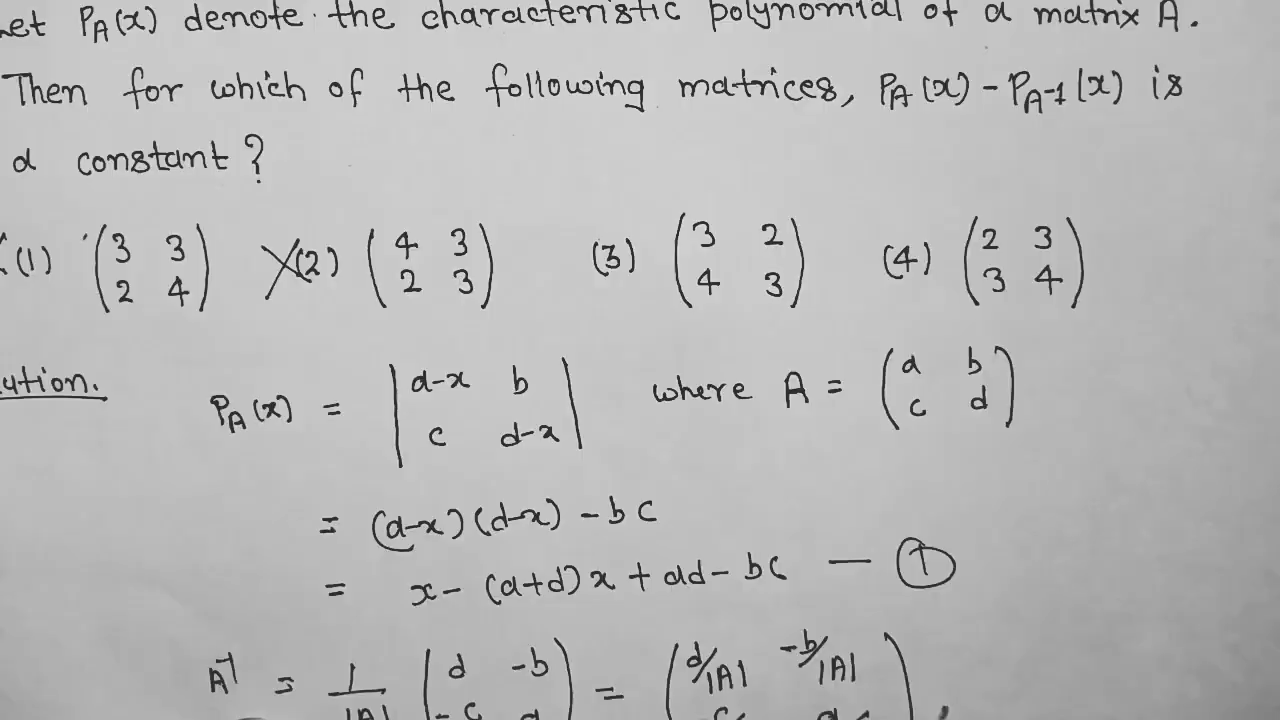 Let P_A(x) denote the characteristic polynomial of a matrix A.
Then for which of the following matrices, P_A(x) - P_A-1(x) is
a constant?
(1) (3 3 (2) (4 3 (3) (3 2 (4) (2 3
2 4) 2 3) 4 3) 3 4)
ution.
P_A(x) = | a-x b where A = (a b
c d-x | c d)
= (a-x)(d-x) - bc
= x - (a+d)x + ad - bc — ①
A^-1 = 1/|A| (d -b = (d/|A| -b/|A|